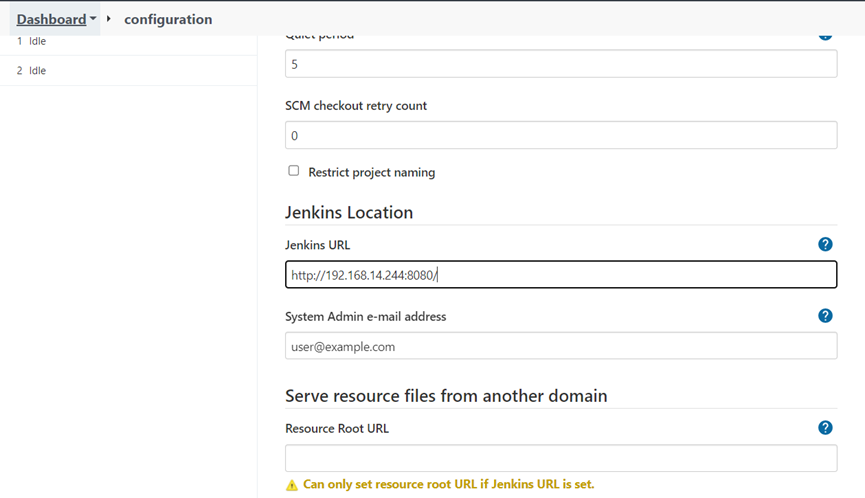 Dashboard
configuration
1 Idle
2 Idle
Quiet period
5
SCM checkout retry count
0
Restrict project naming
Jenkins Location
Jenkins URL
?
http://192.168.14.244:8080/
System Admin e-mail address
?
user@example.com
Serve resource files from another domain
Resource Root URL
?
Can only set resource root URL if Jenkins URL is set.